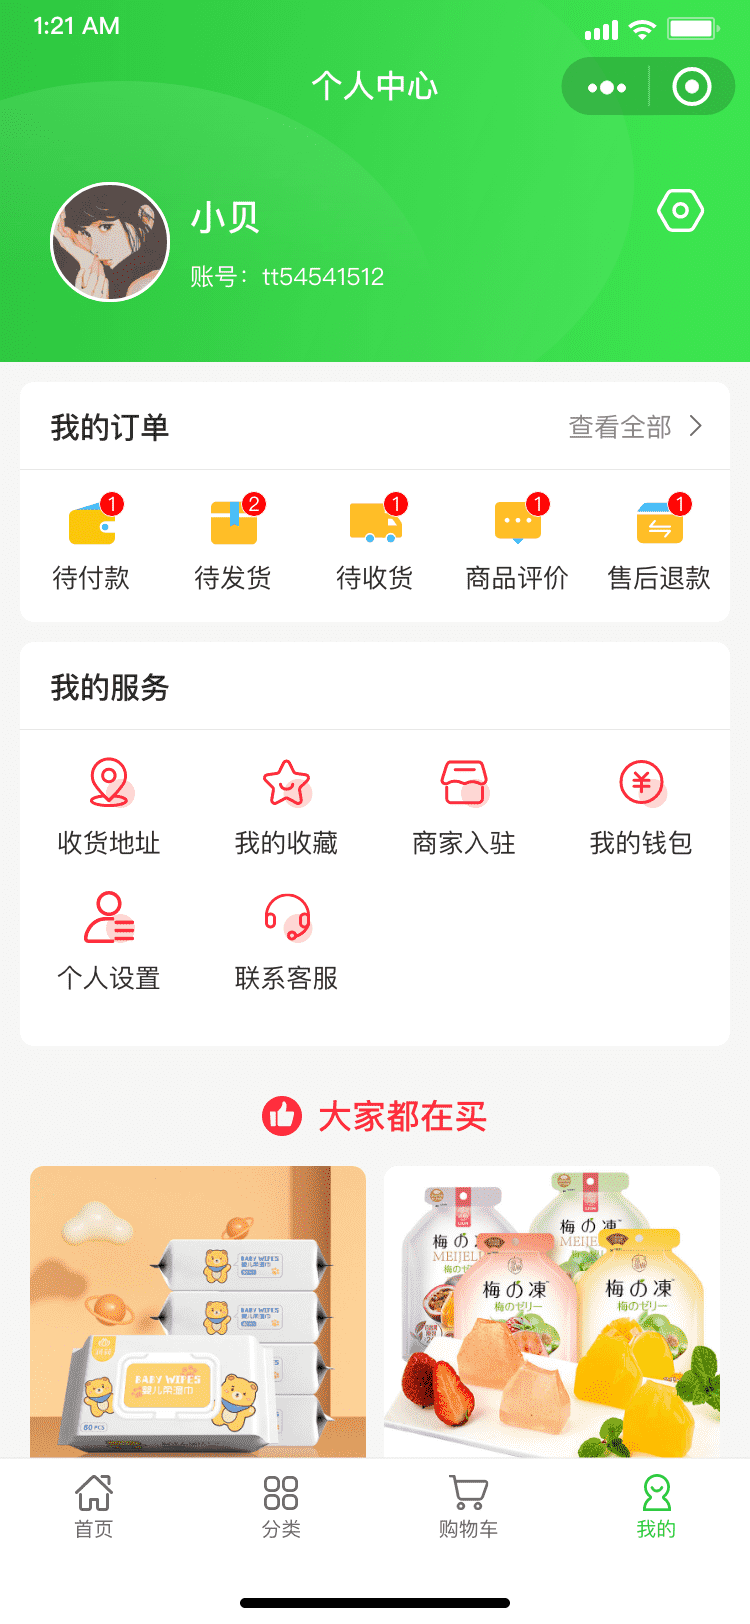 1:21 AM
个人中心
小贝
账号：tt54541512
我的订单
查看全部
1
2
1
1
1
待付款
待发货
待收货
商品评价
售后退款
我的服务
收货地址
我的收藏
商家入驻
我的钱包
个人设置
联系客服
大家都在买
BABY WIPES
婴儿柔湿巾
BABY WIPES
婴儿柔湿巾
BABY WIPES
婴儿柔湿巾
80 PCS
梅の凍
MEIJELLY
梅の凍
梅の凍
梅のゼリー
梅の凍
梅のゼリー
首页
分类
购物车
我的